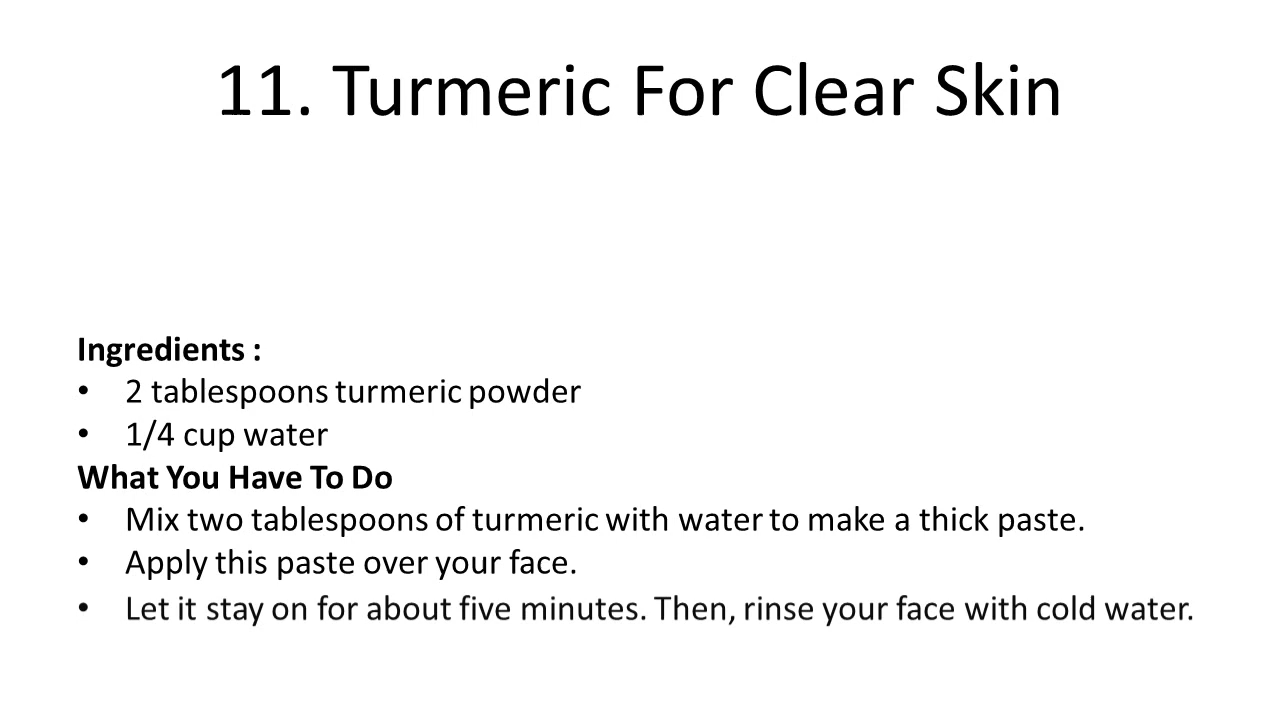 11. Turmeric For Clear Skin
Ingredients :
• 2 tablespoons turmeric powder
• 1/4 cup water
What You Have To Do
• Mix two tablespoons of turmeric with water to make a thick paste.
• Apply this paste over your face.
• Let it stay on for about five minutes. Then, rinse your face with cold water.